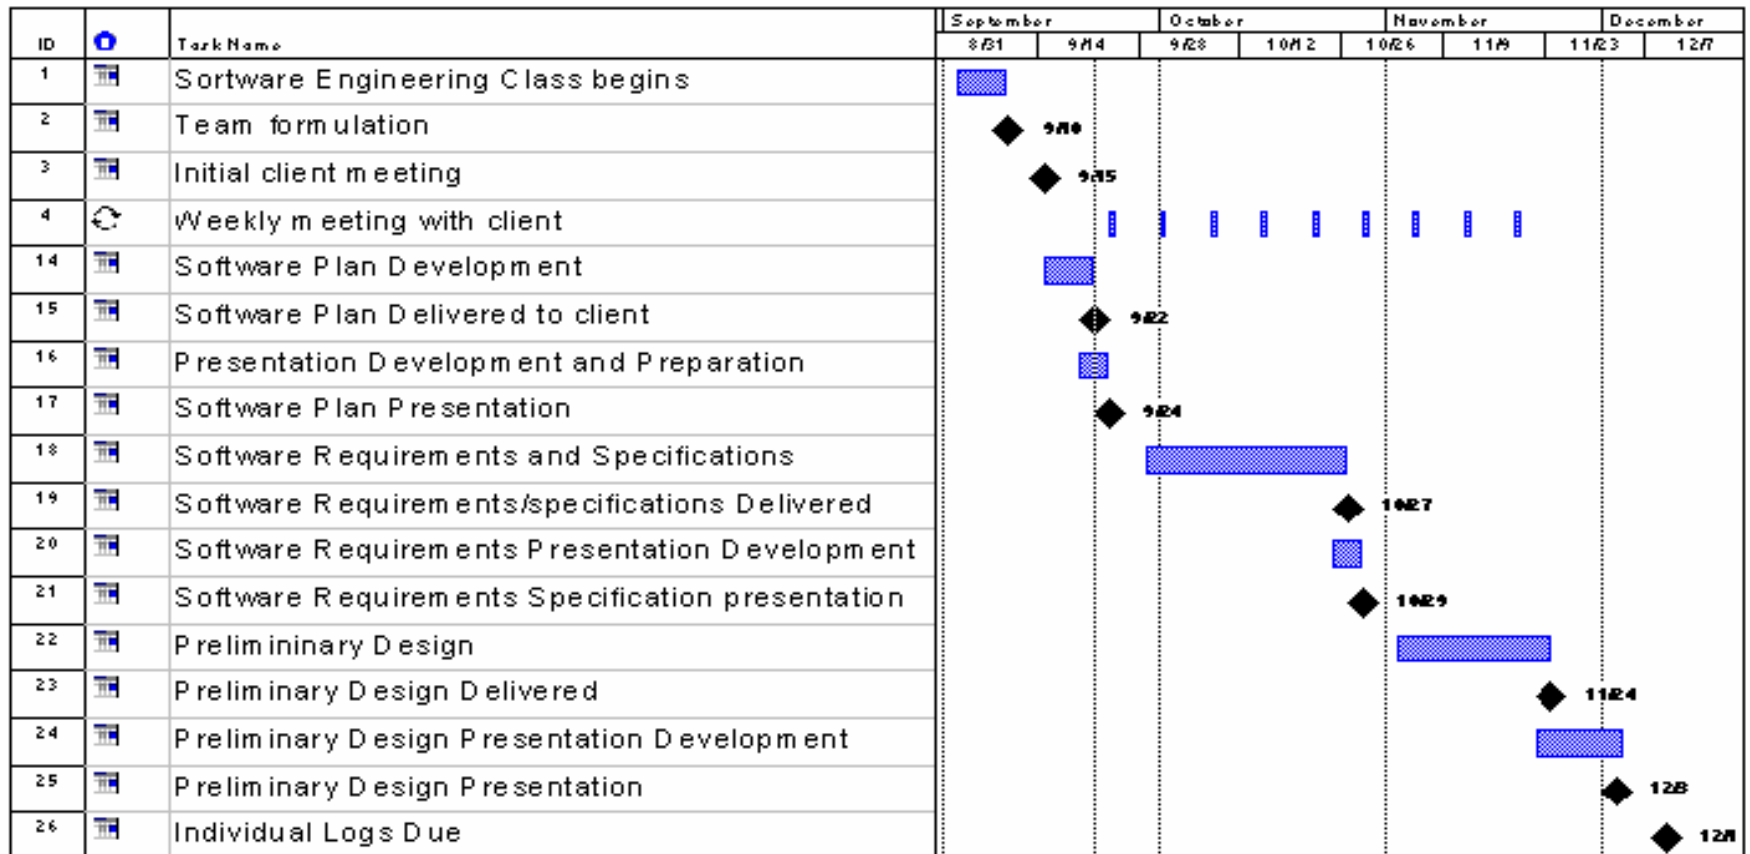 September October November December
ID Task Name 8/31 9/14 9/28 10/12 10/26 11/9 11/23 12/7
1 Sortware Engineering Class begins
2 Team formulation 9/10
3 Initial client meeting 9/15
4 Weekly meeting with client
14 Software Plan Development
15 Software Plan Delivered to client 9/22
16 Presentation Development and Preparation
17 Software Plan Presentation 9/24
18 Software Requirements and Specifications
19 Software Requirements/specifications Delivered 10/27
20 Software Requirements Presentation Development
21 Software Requirements Specification presentation 10/29
22 Prelimininary Design
23 Preliminary Design Delivered 11/24
24 Preliminary Design Presentation Development
25 Preliminary Design Presentation 12/3
26 Individual Logs Due